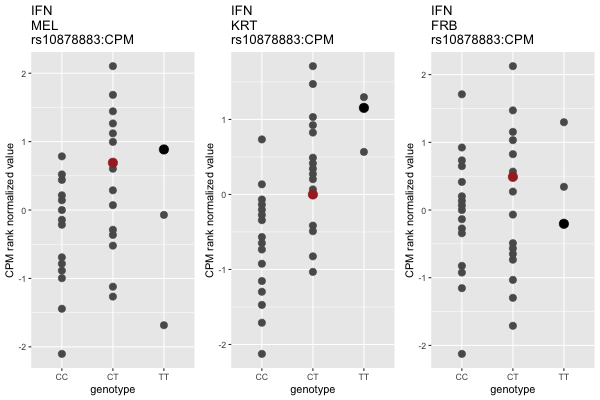 IFN
MEL
rs10878883:CPM
CPM rank normalized value
2
1
0
-1
-2
CC CT TT
genotype
IFN
KRT
rs10878883:CPM
CPM rank normalized value
1
0
-1
-2
CC CT TT
genotype
IFN
FRB
rs10878883:CPM
CPM rank normalized value
2
1
0
-1
-2
CC CT TT
genotype